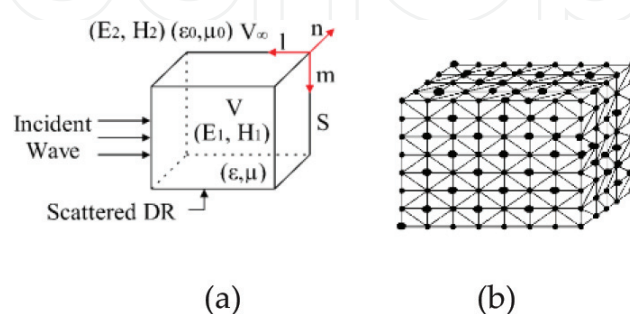 (E2, H2) (ε0,μ0) V∞
l
n
m
V
S
(E1, H1)
Incident
Wave
(ε,μ)
Scattered DR
(a)
(b)